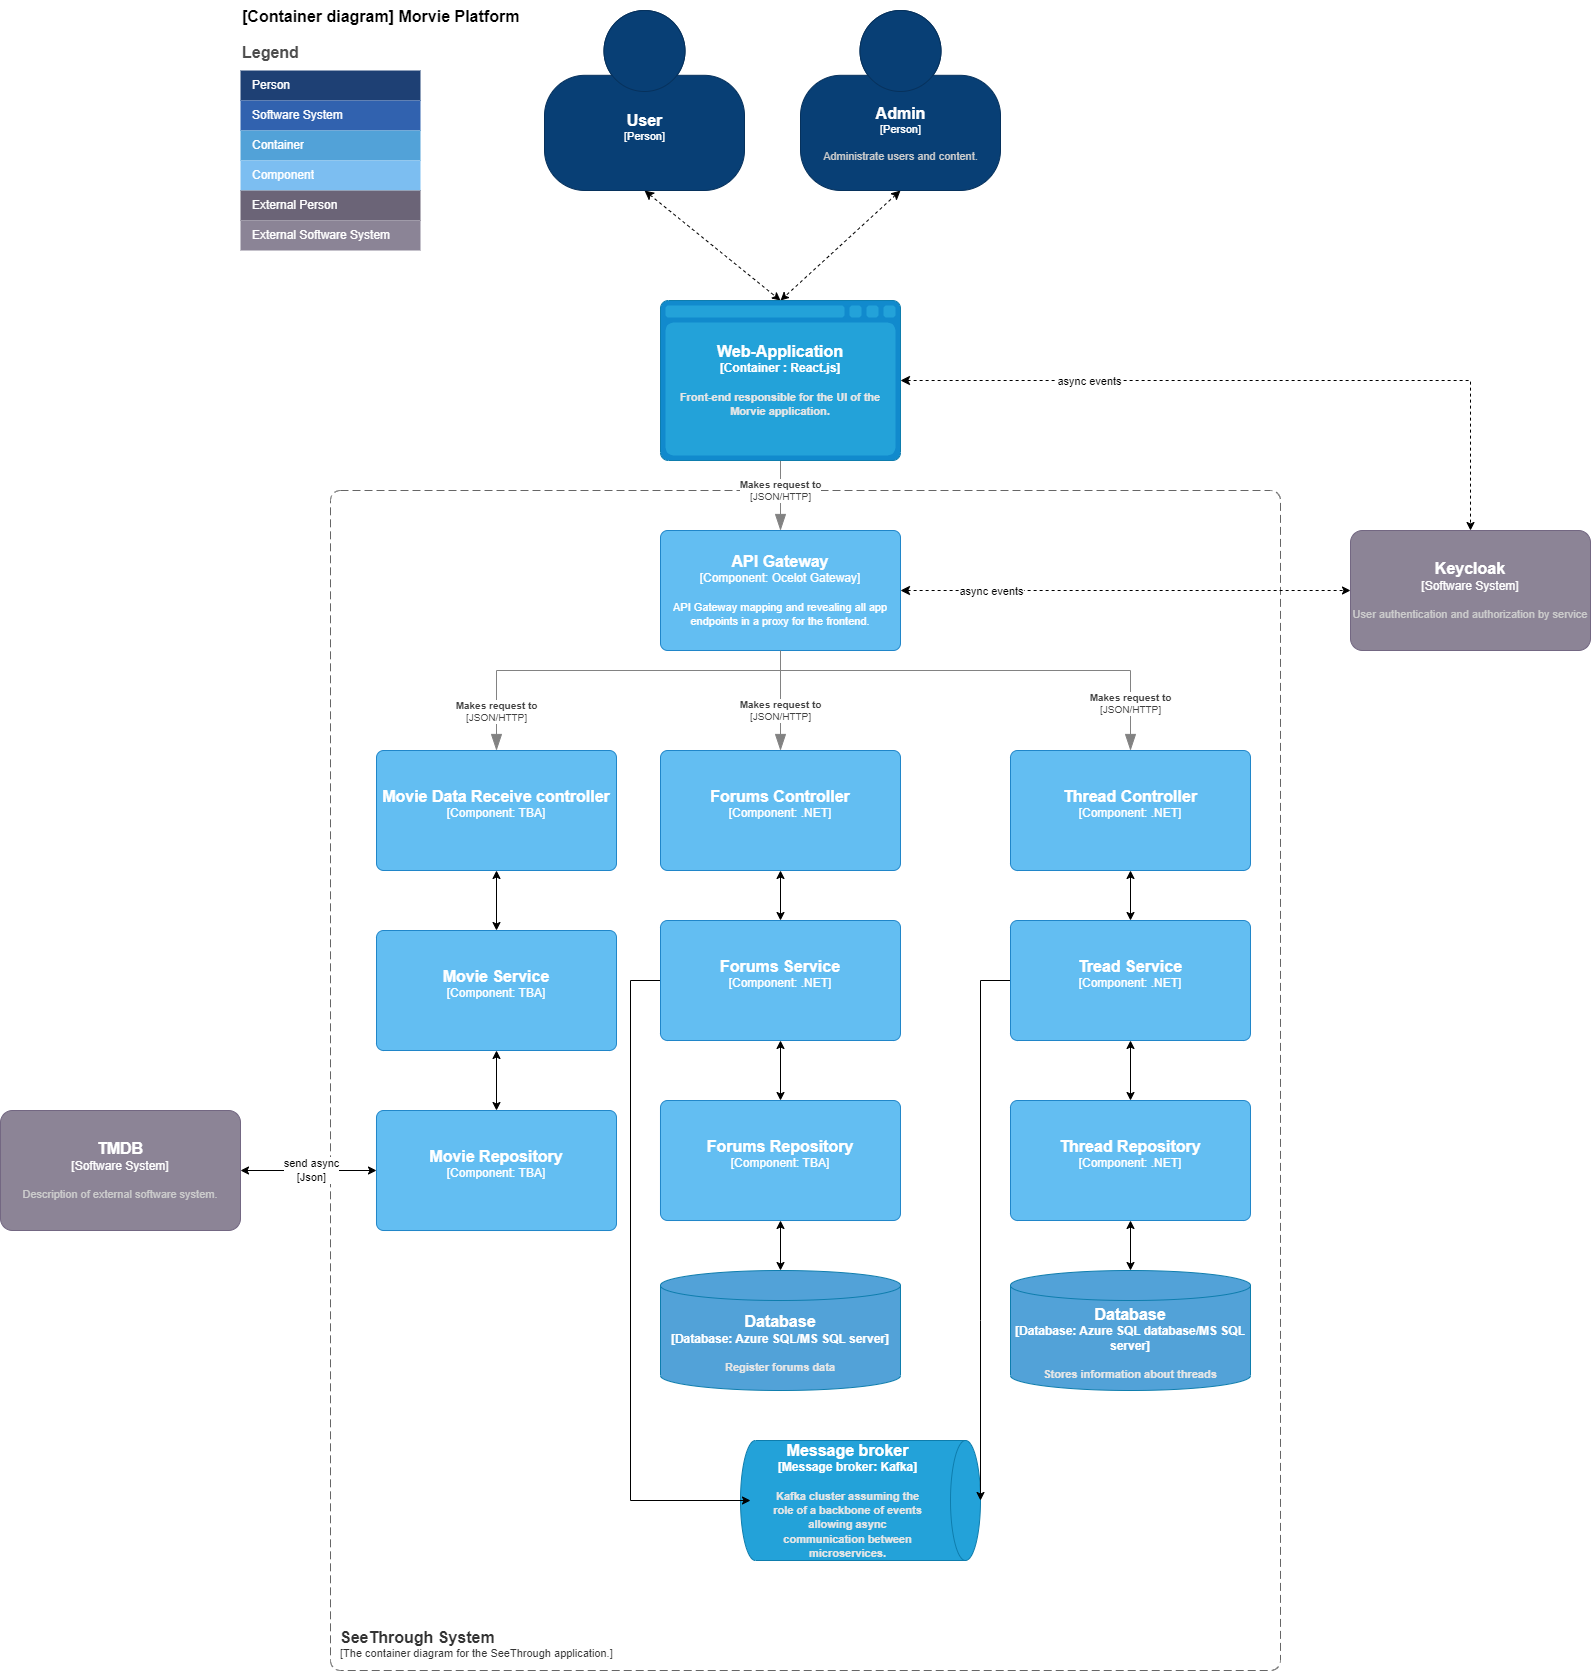 [Container diagram] Morvie Platform
Legend
Person
Software System
Container
Component
External Person
External Software System
User
[Person]
Admin
[Person]
Administrate users and content.
Web-Application
[Container : React.js]
Front-end responsible for the UI of the
Morvie application.
async events
Makes request to
[JSON/HTTP]
API Gateway
[Component: Ocelot Gateway]
API Gateway mapping and revealing all app
endpoints in a proxy for the frontend.
async events
Keycloak
[Software System]
User authentication and authorization by service
Makes request to
[JSON/HTTP]
Makes request to
[JSON/HTTP]
Makes request to
[JSON/HTTP]
Movie Data Receive controller
[Component: TBA]
Forums Controller
[Component: .NET]
Thread Controller
[Component: .NET]
Movie Service
[Component: TBA]
Forums Service
[Component: .NET]
Tread Service
[Component: .NET]
TMDB
[Software System]
Description of external software system.
send async
[Json]
Movie Repository
[Component: TBA]
Forums Repository
[Component: TBA]
Thread Repository
[Component: .NET]
Database
[Database: Azure SQL/MS SQL server]
Register forums data
Database
[Database: Azure SQL database/MS SQL
server]
Stores information about threads
Message broker
[Message broker: Kafka]
Kafka cluster assuming the
role of a backbone of events
allowing async
communication between
microservices.
SeeThrough System
[The container diagram for the SeeThrough application.]